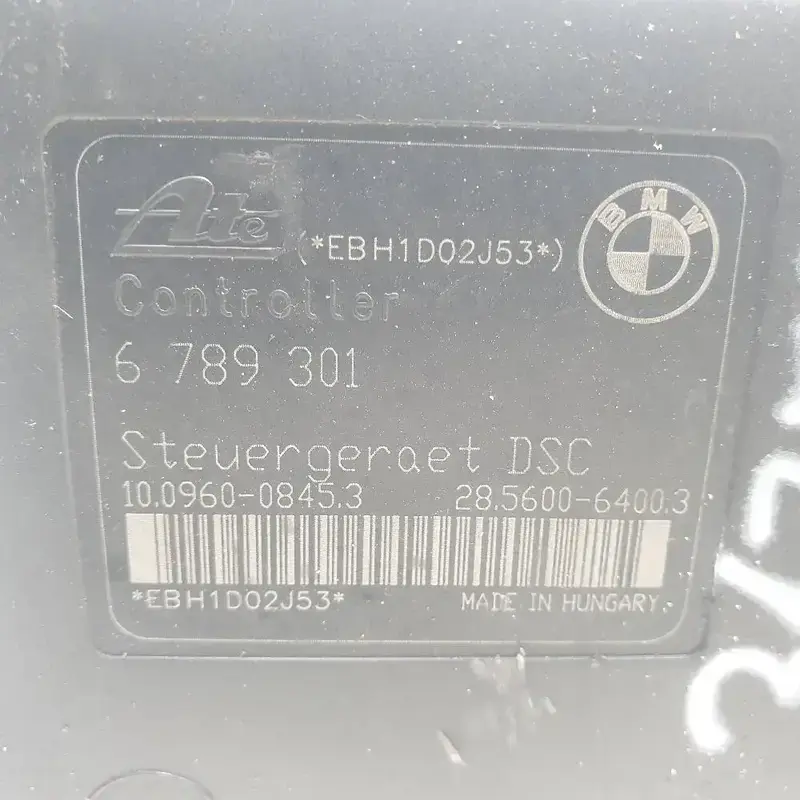 Ate (*EBH1D02J53*) BMW
Controller
6 789 301
Steuergeraet DSC
10.0960-0845.3 28.5600-6400.3
*EBH1D02J53* MADE IN HUNGARY